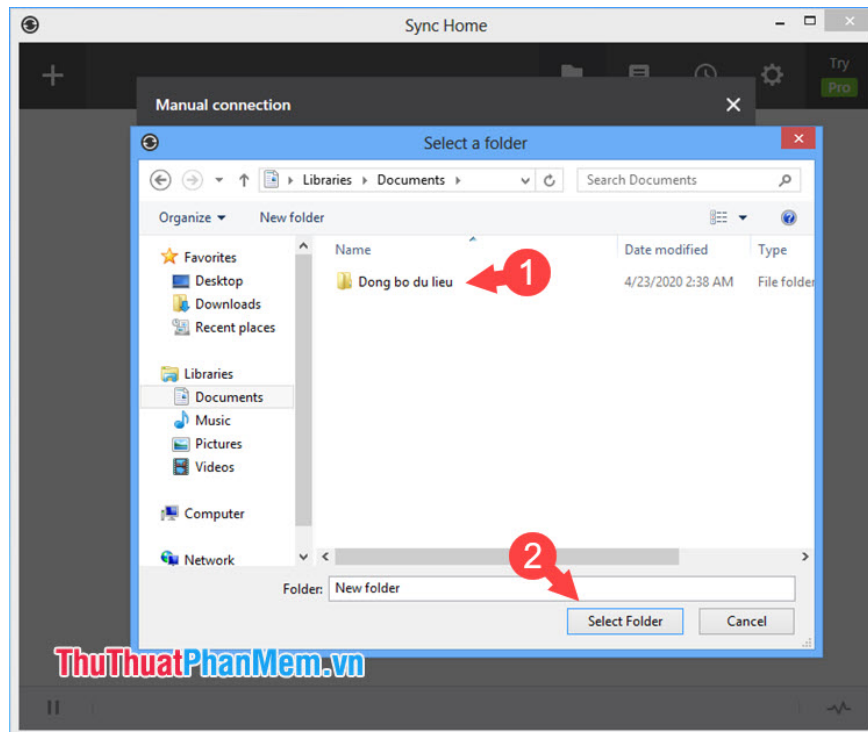 Sync Home
Try
Pro
Manual connection
Select a folder
Libraries Documents
Search Documents
Organize New folder
Name Date modified Type
Favorites
Desktop
Downloads
Recent places
Libraries
Documents
Music
Pictures
Videos
Computer
Network
Dong bo du lieu 4/23/2020 2:38 AM File folder
1
2
Folder: New folder
Select Folder Cancel
ThuThuatPhanMem.vn